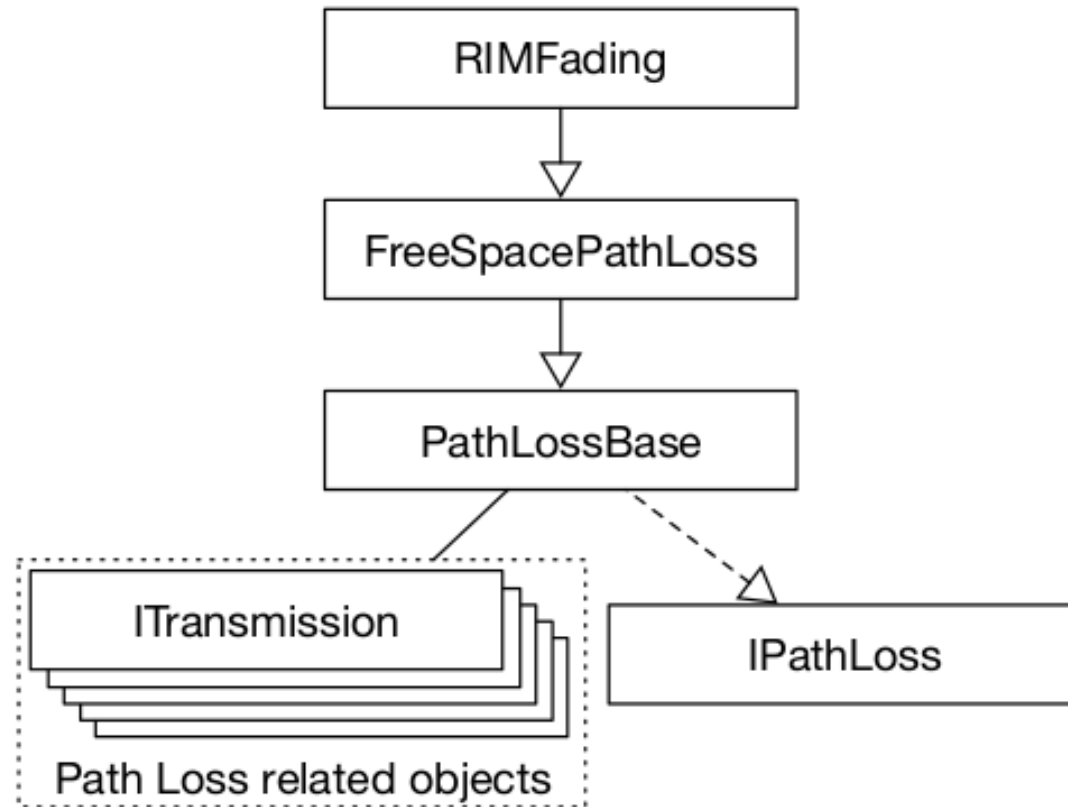 RIMFading
FreeSpacePathLoss
PathLossBase
ITransmission
IPathLoss
Path Loss related objects